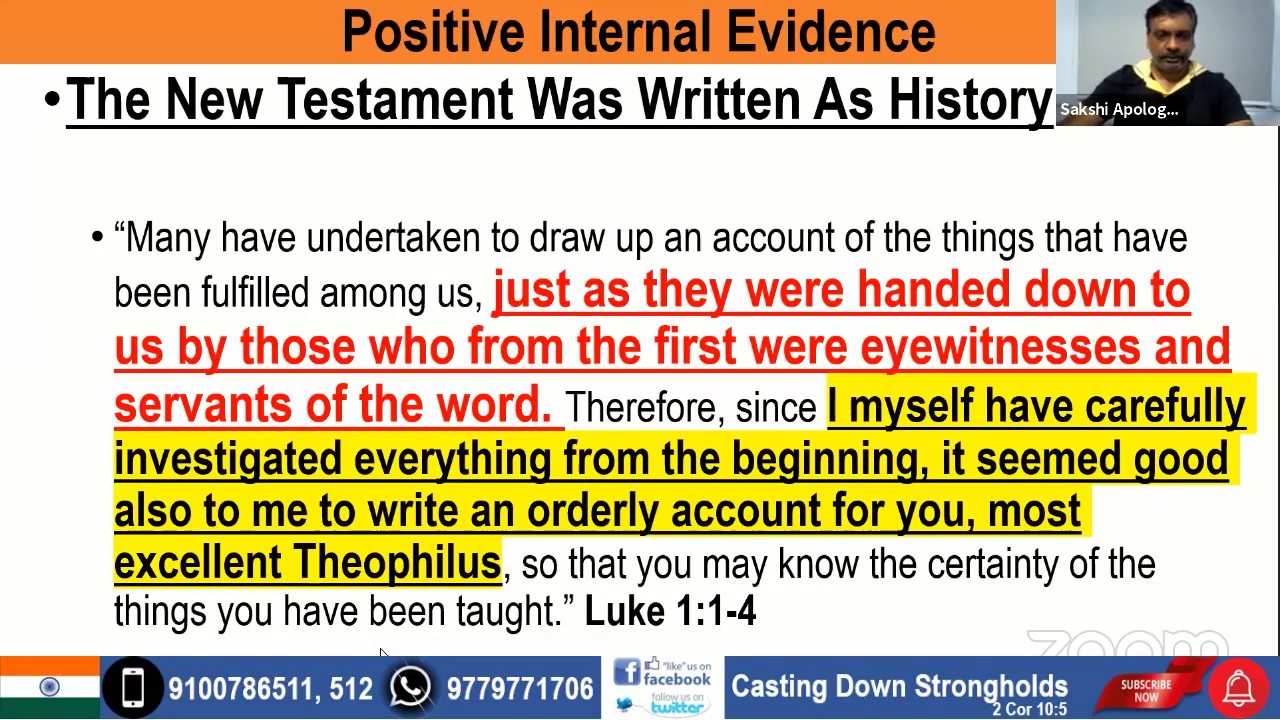 Positive Internal Evidence
•The New Testament Was Written As History
Sakshi Apolog...
• “Many have undertaken to draw up an account of the things that have
been fulfilled among us, just as they were handed down to
us by those who from the first were eyewitnesses and
servants of the word. Therefore, since I myself have carefully
investigated everything from the beginning, it seemed good
also to me to write an orderly account for you, most
excellent Theophilus, so that you may know the certainty of the
things you have been taught.” Luke 1:1-4
zoom
9100786511, 512
9779771706
“like” us on
facebook
follow us on
twitter
Casting Down Strongholds
2 Cor 10:5
SUBSCRIBE
NOW